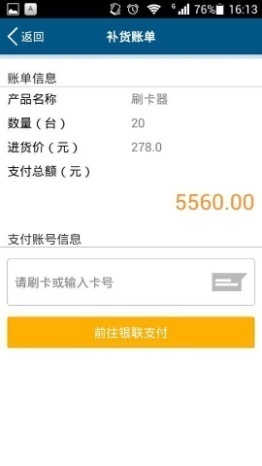 A 76% 16:13
返回 补货账单
账单信息
产品名称 刷卡器
数量（台） 20
进货价（元） 278.0
支付总额（元）
5560.00
支付账号信息
请刷卡或输入卡号
前往银联支付